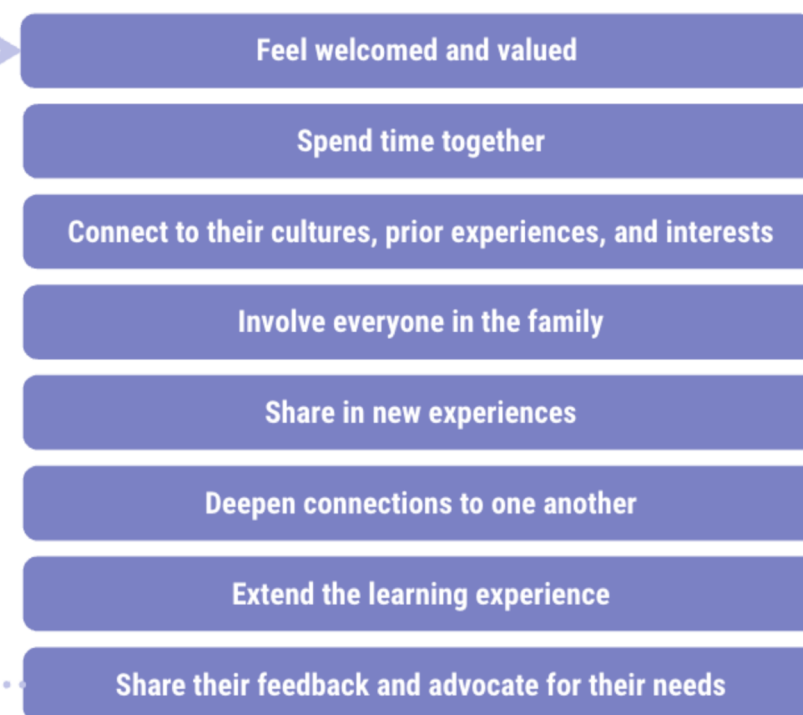 Feel welcomed and valued
Spend time together
Connect to their cultures, prior experiences, and interests
Involve everyone in the family
Share in new experiences
Deepen connections to one another
Extend the learning experience
Share their feedback and advocate for their needs